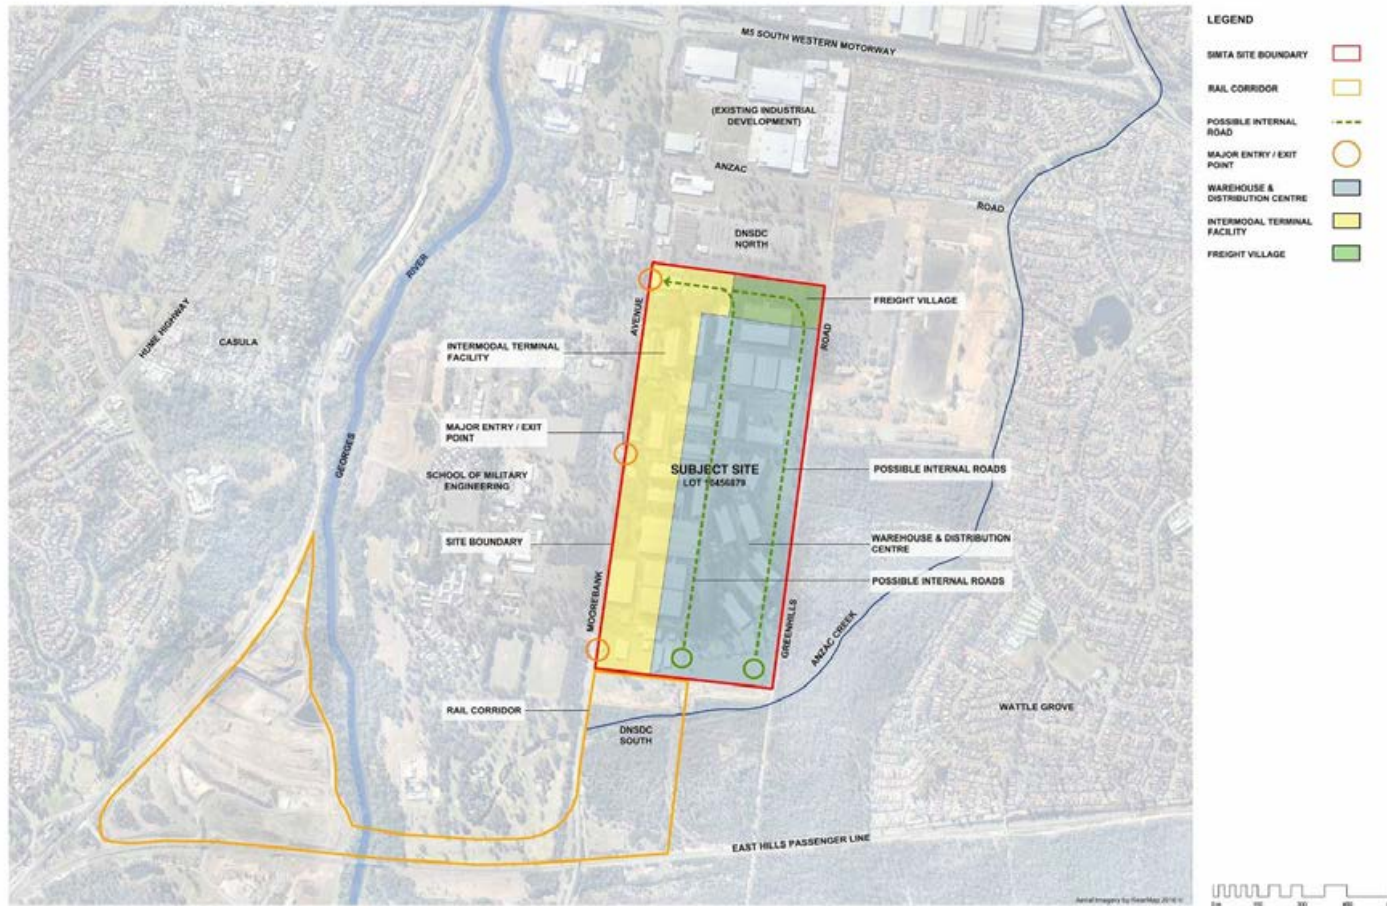 M5 SOUTH WESTERN MOTORWAY
(EXISTING INDUSTRIAL
DEVELOPMENT)
ANZAC
ROAD
DNSDC
NORTH
RIVER
HUME HIGHWAY
CASULA
AVENUE
FREIGHT VILLAGE
ROAD
INTERMODAL TERMINAL
FACILITY
MAJOR ENTRY / EXIT
POINT
GEORGES
SCHOOL OF MILITARY
ENGINEERING
SUBJECT SITE
LOT 10456879
POSSIBLE INTERNAL ROADS
SITE BOUNDARY
WAREHOUSE & DISTRIBUTION
CENTRE
POSSIBLE INTERNAL ROADS
MOOREBANK
GREENHILLS
ANZAC CREEK
RAIL CORRIDOR
DNSDC
SOUTH
WATTLE GROVE
EAST HILLS PASSENGER LINE
LEGEND
SIMTA SITE BOUNDARY
RAIL CORRIDOR
POSSIBLE INTERNAL
ROAD
MAJOR ENTRY / EXIT
POINT
WAREHOUSE &
DISTRIBUTION CENTRE
INTERMODAL TERMINAL
FACILITY
FREIGHT VILLAGE